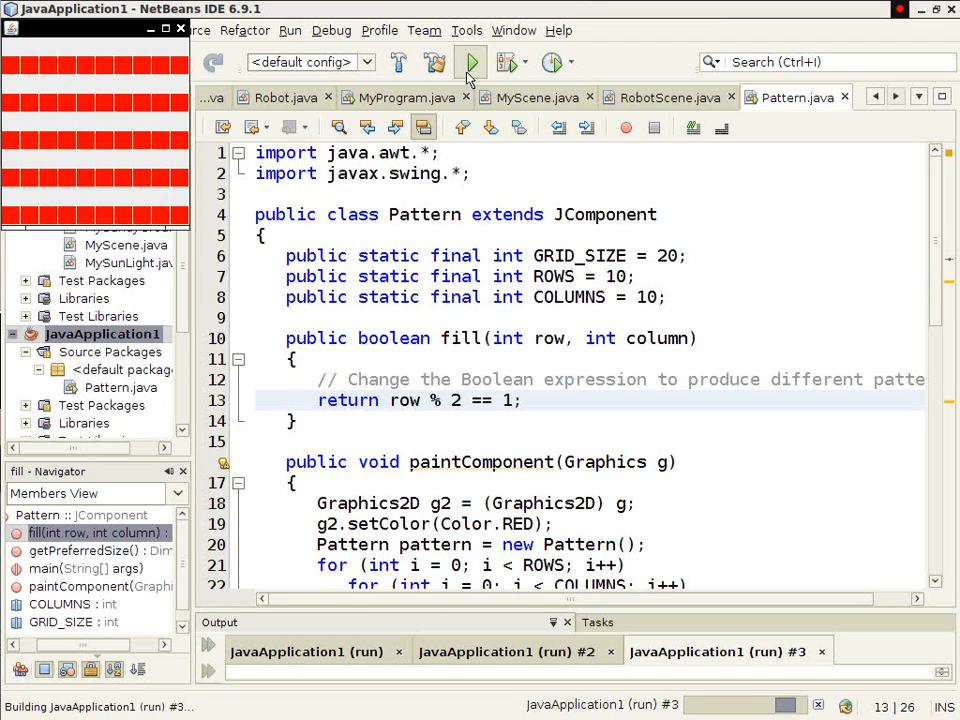 JavaApplication1 - NetBeans IDE 6.9.1
rce Refactor Run Debug Profile Team Tools Window Help
<default config>
Search (Ctrl+I)
...va Robot.java MyProgram.java MyScene.java RobotScene.java Pattern.java
1 import java.awt.*;
2 import javax.swing.*;
3
4 public class Pattern extends JComponent
5 {
6 public static final int GRID_SIZE = 20;
7 public static final int ROWS = 10;
8 public static final int COLUMNS = 10;
9
10 public boolean fill(int row, int column)
11 {
12 // Change the Boolean expression to produce different patte
13 return row % 2 == 1;
14 }
15
public void paintComponent(Graphics g)
17 {
18 Graphics2D g2 = (Graphics2D) g;
19 g2.setColor(Color.RED);
20 Pattern pattern = new Pattern();
21 for (int i = 0; i < ROWS; i++)
22 for (int j = 0; j < COLUMNS; j++)
MyScene.java
MySunLight.jav
Test Packages
Libraries
Test Libraries
JavaApplication1
Source Packages
<default packag
Pattern.java
Test Packages
Libraries
fill - Navigator
Members View
Pattern :: JComponent
fill(int row, int column) :
getPreferredSize() : Dim
main(String[] args)
paintComponent(Graphi
COLUMNS : int
GRID_SIZE : int
Output
Tasks
JavaApplication1 (run) JavaApplication1 (run) #2 JavaApplication1 (run) #3
Building JavaApplication1 (run) #3...
JavaApplication1 (run) #3
13 | 26 INS